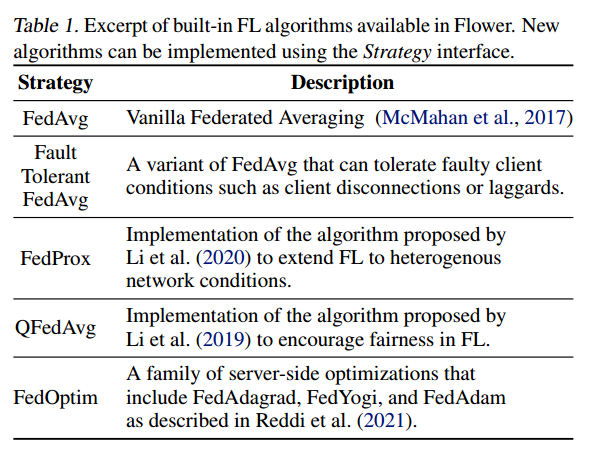 Table 1. Excerpt of built-in FL algorithms available in Flower. New
algorithms can be implemented using the Strategy interface.
Strategy Description
FedAvg Vanilla Federated Averaging (McMahan et al., 2017)
Fault
Tolerant
FedAvg
A variant of FedAvg that can tolerate faulty client
conditions such as client disconnections or laggards.
FedProx
Implementation of the algorithm proposed by
Li et al. (2020) to extend FL to heterogenous
network conditions.
QFedAvg
Implementation of the algorithm proposed by
Li et al. (2019) to encourage fairness in FL.
FedOptim
A family of server-side optimizations that
include FedAdagrad, FedYogi, and FedAdam
as described in Reddi et al. (2021).